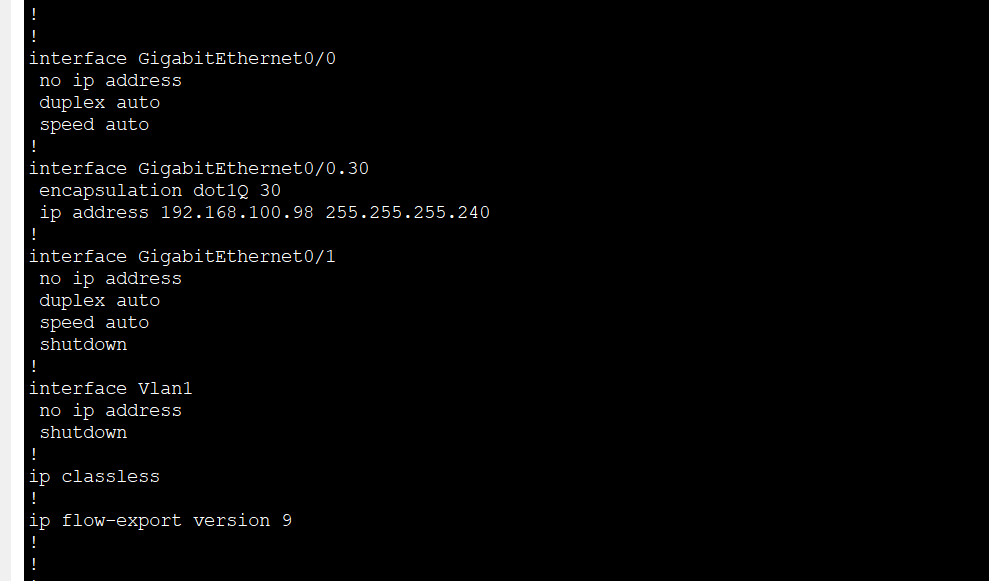 !
!
interface GigabitEthernet0/0
 no ip address
 duplex auto
 speed auto
!
interface GigabitEthernet0/0.30
 encapsulation dot1Q 30
 ip address 192.168.100.98 255.255.255.240
!
interface GigabitEthernet0/1
 no ip address
 duplex auto
 speed auto
 shutdown
!
interface Vlan1
 no ip address
 shutdown
!
ip classless
!
ip flow-export version 9
!
!